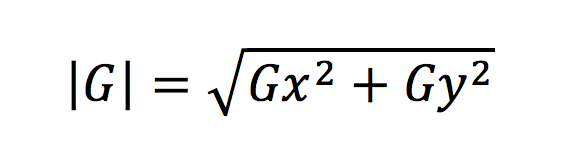 |G| = √Gx² + Gy²